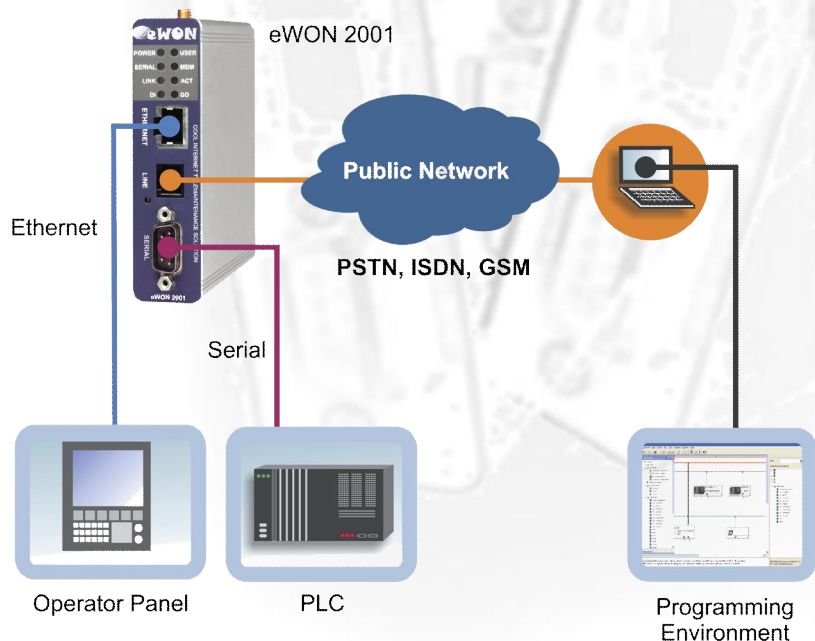 eWON
eWON 2001
POWER USER
SERIAL MDM
LINK ACT
DI DO
ETHERNET
LINE
SERIAL
eWON 2001
Public Network
PSTN, ISDN, GSM
Ethernet
Serial
Operator Panel
PLC
Programming
Environment